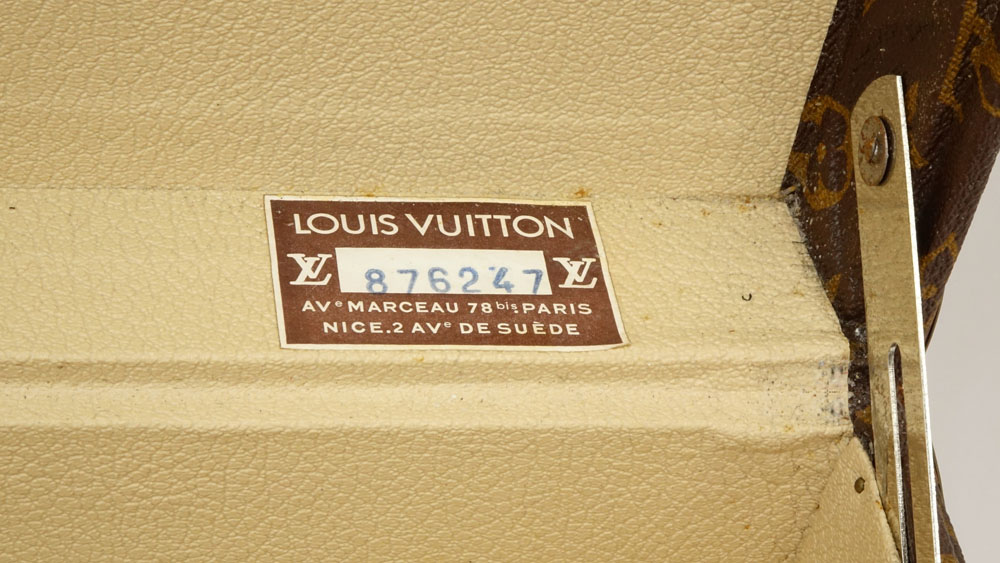 LOUIS VUITTON
LV 876247 LV
AVe MARCEAU 78bis. PARIS
NICE.2 AVe DE SUÈDE